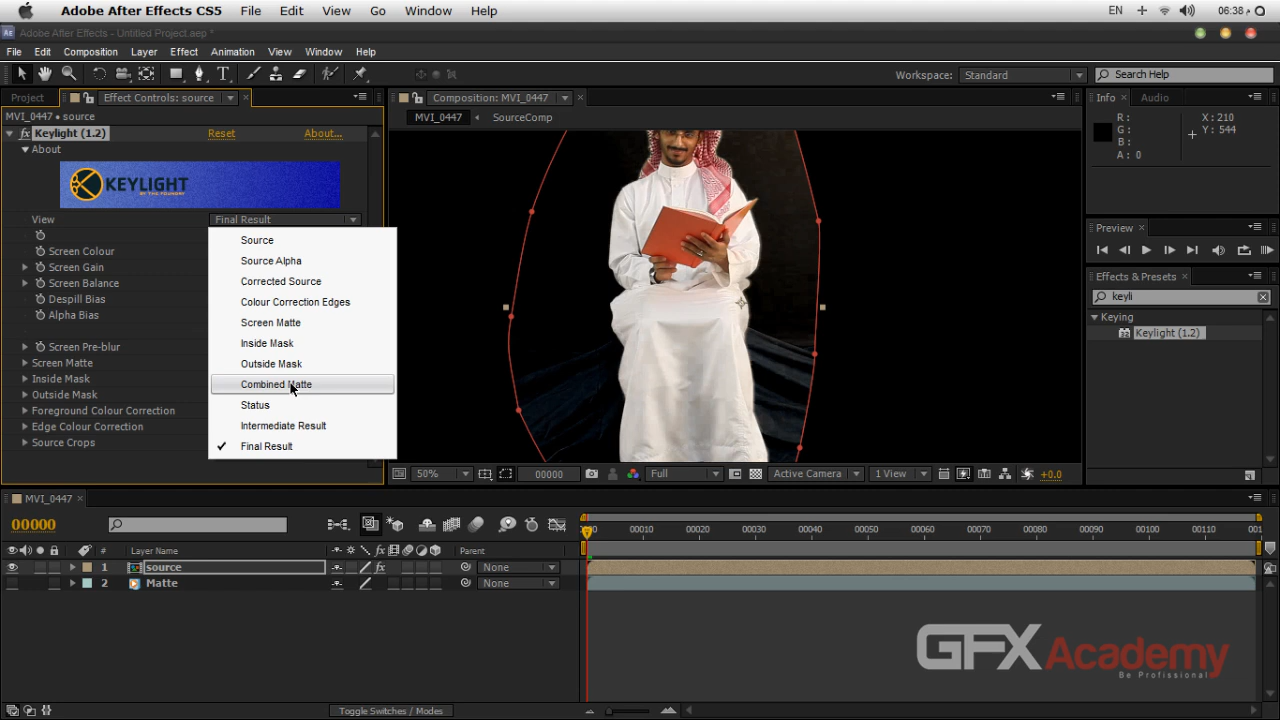 Adobe After Effects CS5 File Edit View Go Window Help EN 06:38 م
Adobe After Effects - Untitled Project.aep *
File Edit Composition Layer Effect Animation View Window Help
Workspace: Standard Search Help
Project Effect Controls: source Composition: MVI_0447 Info Audio
MVI_0447 • source MVI_0447 SourceComp R: X: 210
G: Y: 544
B:
A: 0
Keylight (1.2) Reset About...
About
KEYLIGHT
BY THE FOUNDRY
View Final Result
Source
Source Alpha
Corrected Source
Colour Correction Edges
Screen Matte
Inside Mask
Outside Mask
Combined Matte
Status
Intermediate Result
Final Result
Screen Colour
Screen Gain
Screen Balance
Despill Bias
Alpha Bias
Screen Pre-blur
Screen Matte
Inside Mask
Outside Mask
Foreground Colour Correction
Edge Colour Correction
Source Crops
Preview
Effects & Presets
keyli
Keying
Keylight (1.2)
50% 00000 Full Active Camera 1 View +0.0
MVI_0447
00000 00010 00020 00030 00040 00050 00060 00070 00080 00090 00100 00110
# Layer Name fx Parent
1 source fx None
2 Matte None
GFX Academy
Be Profissional
Toggle Switches / Modes